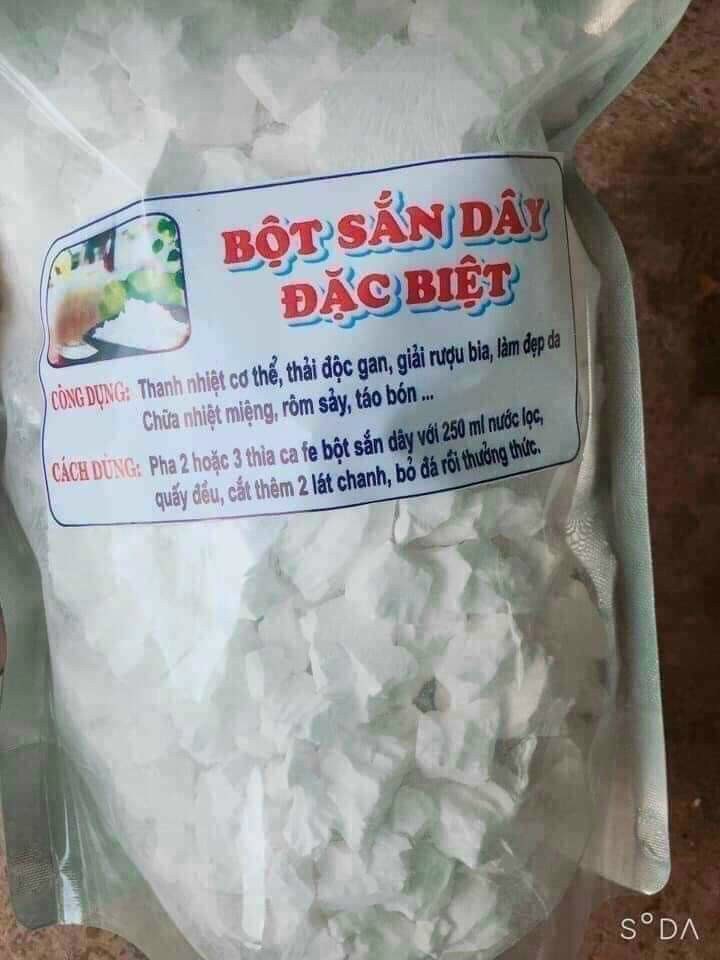 BỘT SẮN DÂY
ĐẶC BIỆT
CÔNG DỤNG: Thanh nhiệt cơ thể, thải độc gan, giải rượu bia, làm đẹp da
Chữa nhiệt miệng, rôm sảy, táo bón ...
CÁCH DÙNG: Pha 2 hoặc 3 thìa ca fe bột sắn dây với 250 ml nước lọc,
quấy đều, cắt thêm 2 lát chanh, bỏ đá rồi thưởng thức.
SODA